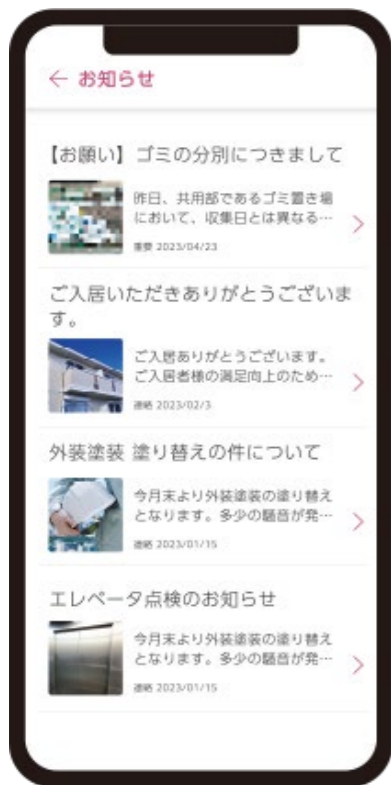 ← お知らせ
【お願い】ゴミの分別につきまして
昨日、共用部であるゴミ置き場
において、収集日とは異なる…
重要 2023/04/23
ご入居いただきありがとうございま
す。
ご入居ありがとうございます。
ご入居者様の満足向上のため…
連絡 2023/02/3
外装塗装 塗り替えの件について
今月末より外装塗装の塗り替え
となります。多少の騒音が発…
連絡 2023/01/15
エレベータ点検のお知らせ
今月末より外装塗装の塗り替え
となります。多少の騒音が発…
連絡 2023/01/15